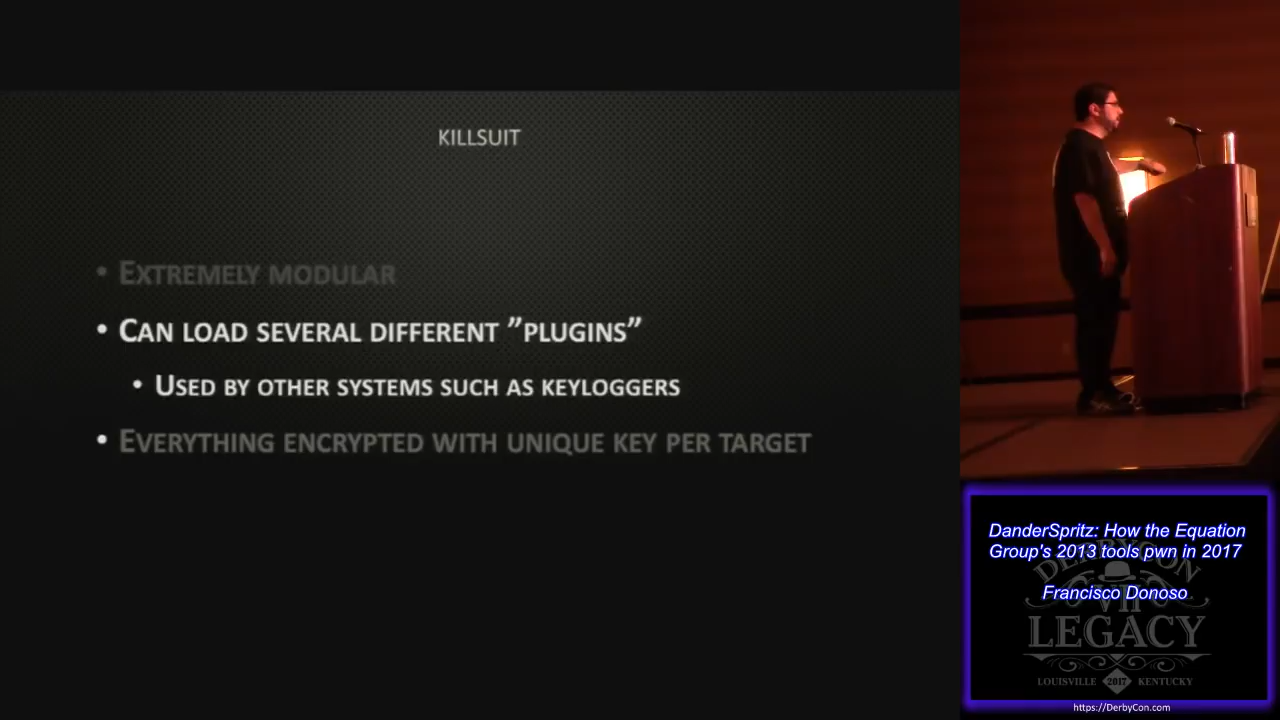 KILLSUIT
• Extremely modular
• Can load several different ”plugins”
• Used by other systems such as keyloggers
• Everything encrypted with unique key per target
DanderSpritz: How the Equation
Group's 2013 tools pwn in 2017
Francisco Donoso
DERBYCON
VII
LEGACY
LOUISVILLE 2017 KENTUCKY
https://DerbyCon.com